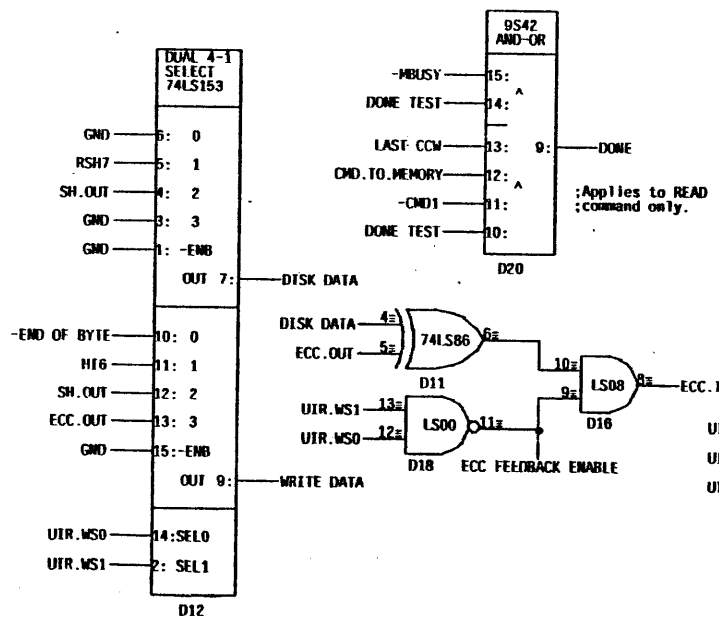 DUAL 4-1
SELECT
74LS153
GND 6: 0
RSH7 5: 1
SH.OUT 4: 2
GND 3: 3
GND 1: -ENB
OUT 7: DISK DATA
-END OF BYTE 10: 0
HI6 11: 1
SH.OUT 12: 2
ECC.OUT 13: 3
GND 15:-ENB
OUT 9: WRITE DATA
UIR.WS0 14:SEL0
UIR.WS1 2: SEL1
D12
9S42
AND-OR
-MBUSY 15:
^
DONE TEST 14:
LAST CCW 13: 9: DONE
CMD.TO.MEMORY 12:
^
-CMD1 11:
DONE TEST 10:
D20
;Applies to READ
;command only.
DISK DATA 4 74LS86 6
ECC.OUT 5
D11
UIR.WS1 13 LS00 11
UIR.WS0 12
D18
ECC FEEDBACK ENABLE
10 LS08 8
9
D16